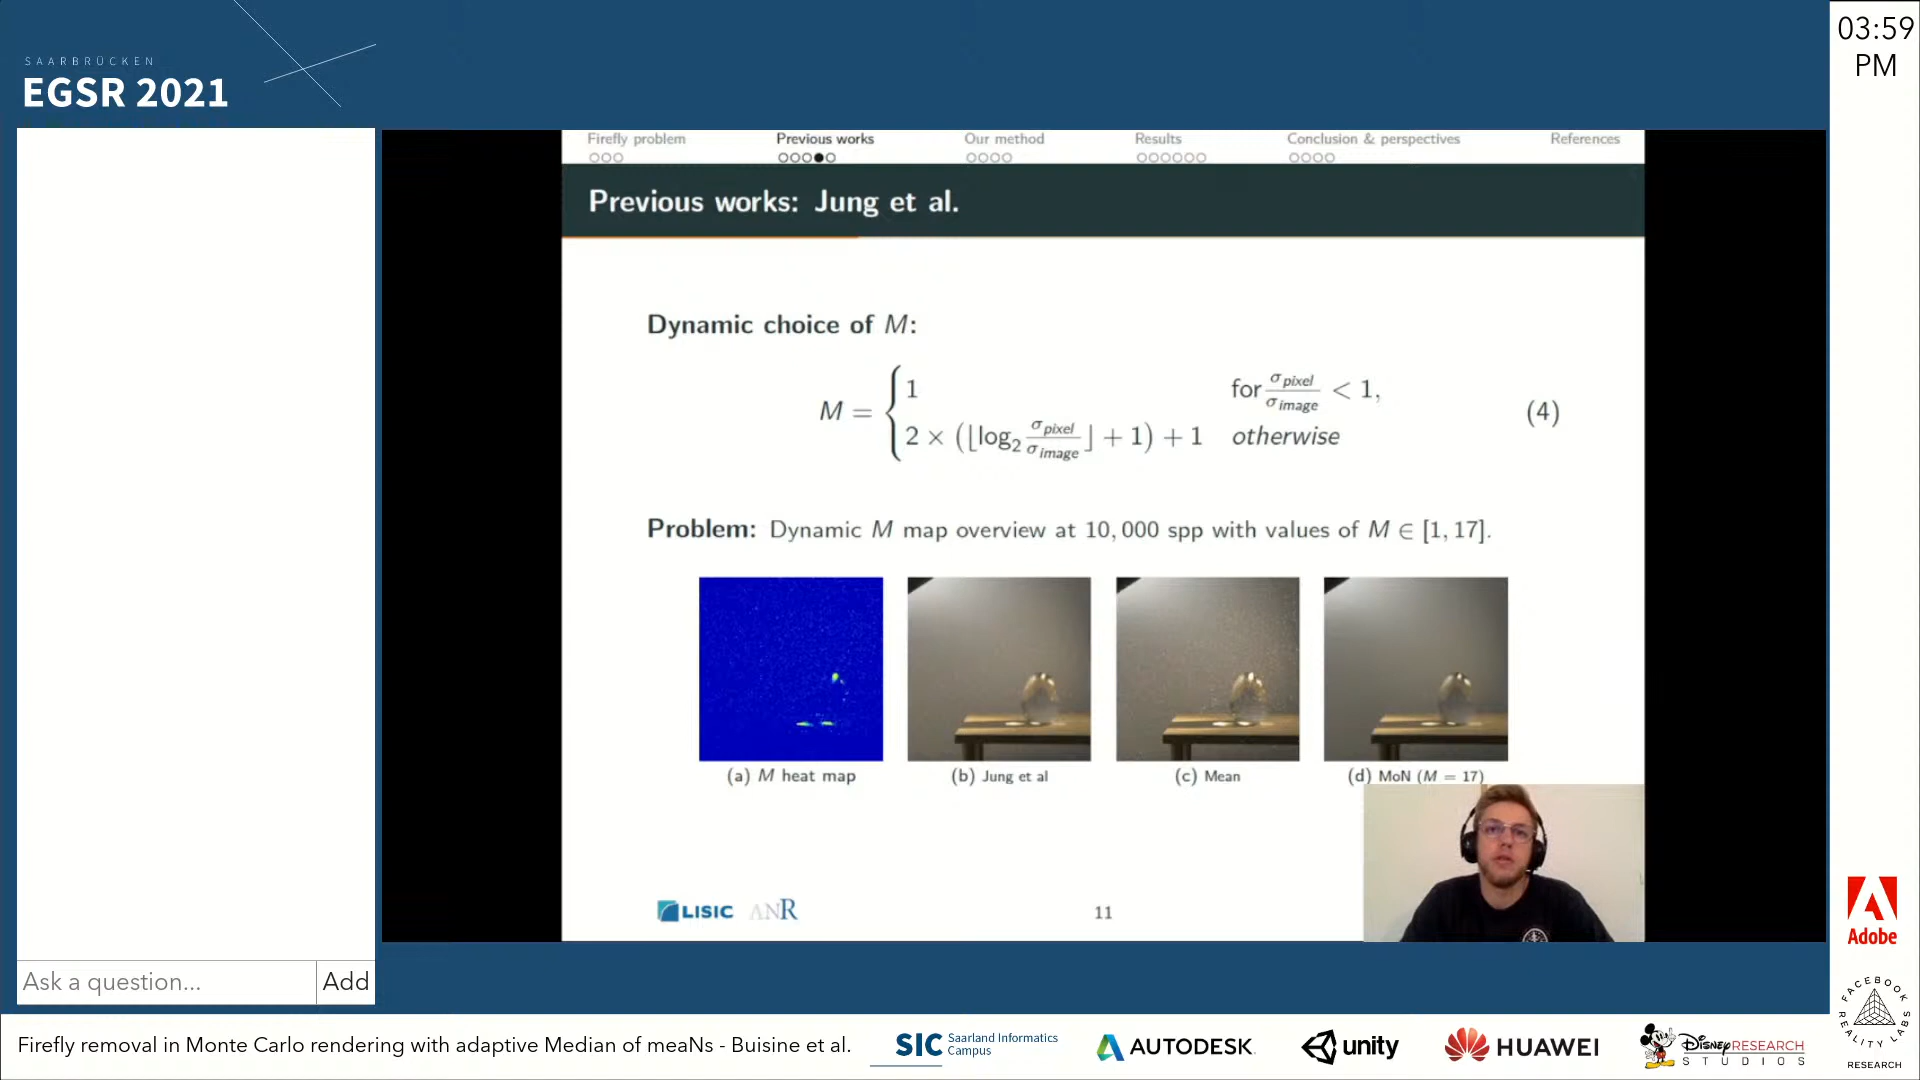 SAARBRÜCKEN
EGSR 2021
03:59
PM
Firefly problem Previous works Our method Results Conclusion & perspectives References
Previous works: Jung et al.
Dynamic choice of M:
M = { 1 for σpixel/σimage < 1,
2 × (⌊log₂ σpixel/σimage⌋ + 1) + 1 otherwise
(4)
Problem: Dynamic M map overview at 10,000 spp with values of M ∈ [1, 17].
(a) M heat map (b) Jung et al (c) Mean (d) MoN (M = 17)
LISIC ANR
11
Ask a question... Add
Firefly removal in Monte Carlo rendering with adaptive Median of meaNs - Buisine et al.
SIC Saarland Informatics
Campus
AUTODESK
unity
HUAWEI
DISNEY RESEARCH
STUDIOS
Adobe
FACEBOOK
REALITY LABS
RESEARCH